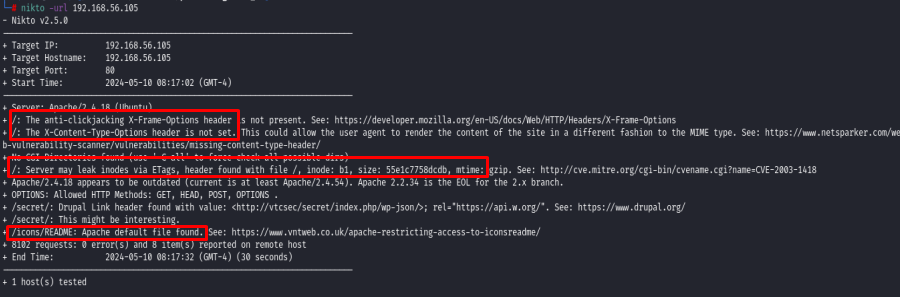 # nikto -url 192.168.56.105
- Nikto v2.5.0
+ Target IP: 192.168.56.105
+ Target Hostname: 192.168.56.105
+ Target Port: 80
+ Start Time: 2024-05-10 08:17:02 (GMT-4)
+ Server: Apache/2.4.18 (Ubuntu)
+ /: The anti-clickjacking X-Frame-Options header is not present. See: https://developer.mozilla.org/en-US/docs/Web/HTTP/Headers/X-Frame-Options
+ /: The X-Content-Type-Options header is not set. This could allow the user agent to render the content of the site in a different fashion to the MIME type. See: https://www.netsparker.com/we
b-vulnerability-scanner/vulnerabilities/missing-content-type-header/
+ No CGI Directories found (use '-C all' to force check all possible dirs)
+ /: Server may leak inodes via ETags, header found with file /, inode: b1, size: 55e1c7758dcdb, mtime: gzip. See: http://cve.mitre.org/cgi-bin/cvename.cgi?name=CVE-2003-1418
+ Apache/2.4.18 appears to be outdated (current is at least Apache/2.4.54). Apache 2.2.34 is the EOL for the 2.x branch.
+ OPTIONS: Allowed HTTP Methods: GET, HEAD, POST, OPTIONS .
+ /secret/: Drupal Link header found with value: <http://vtcsec/secret/index.php/wp-json/>; rel="https://api.w.org/". See: https://www.drupal.org/
+ /secret/: This might be interesting.
+ /icons/README: Apache default file found. See: https://www.vntweb.co.uk/apache-restricting-access-to-iconsreadme/
+ 8102 requests: 0 error(s) and 8 item(s) reported on remote host
+ End Time: 2024-05-10 08:17:32 (GMT-4) (30 seconds)
+ 1 host(s) tested